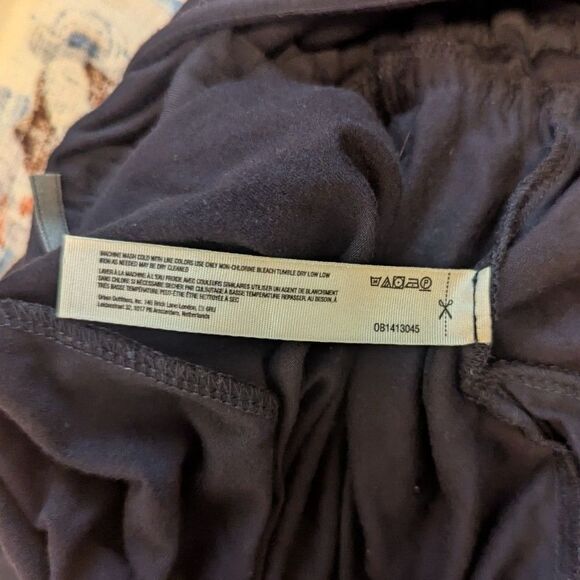 MACHINE WASH COLD WITH LIKE COLORS USE ONLY NON-CHLORINE BLEACH TUMBLE DRY LOW LOW
IRON AS NEEDED MAY BE DRY CLEANED
LAVER À LA MACHINE À L'EAU FROIDE AVEC COULEURS SIMILAIRES UTILISER UN AGENT DE BLANCHIMENT
SANS CHLORE SI NÉCESSAIRE SÉCHER PAR CULBUTAGE À BASSE TEMPÉRATURE REPASSER, AU BESOIN, À
TRÈS BASSE TEMPÉRATURE PEUT-ÊTRE ÊTRE NETTOYÉ À SEC
Urban Outfitters, Inc. 146 Brick Lane London, E1 6RU
Leidsestraat 32, 1017 PB Amsterdam, Netherlands
P
OB1413045